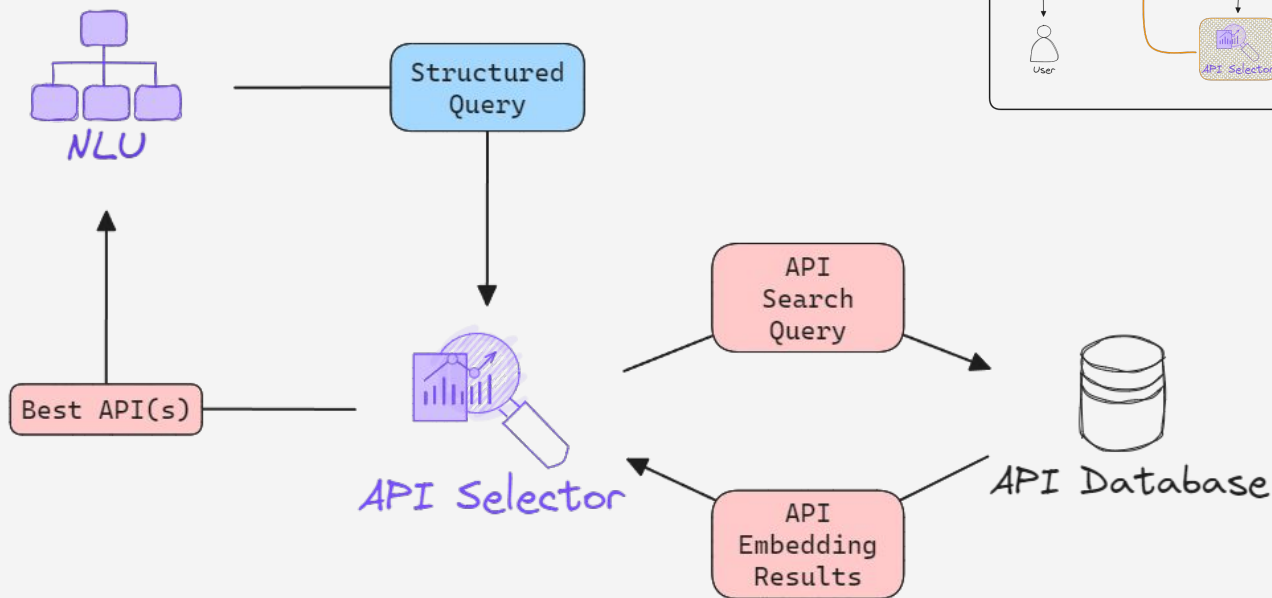 Structured
Query
User
API Selector
NLU
API
Search
Query
Best API(s)
API Selector
API Database
API
Embedding
Results